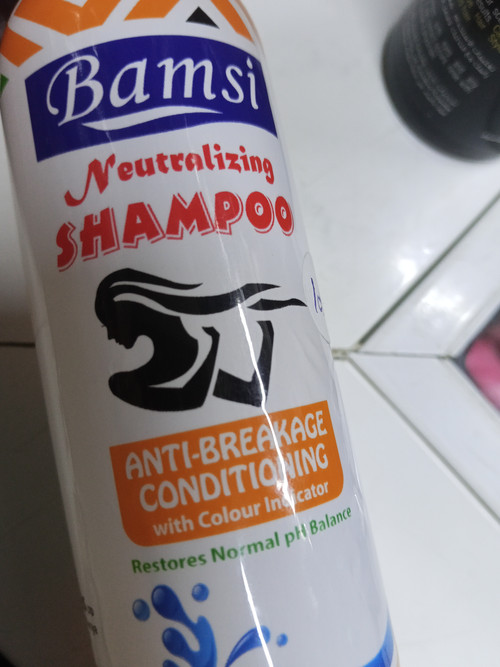 Bamsi
Neutralizing
SHAMPOO
ANTI-BREAKAGE
CONDITIONING
with Colour Indicator
Restores Normal pH Balance